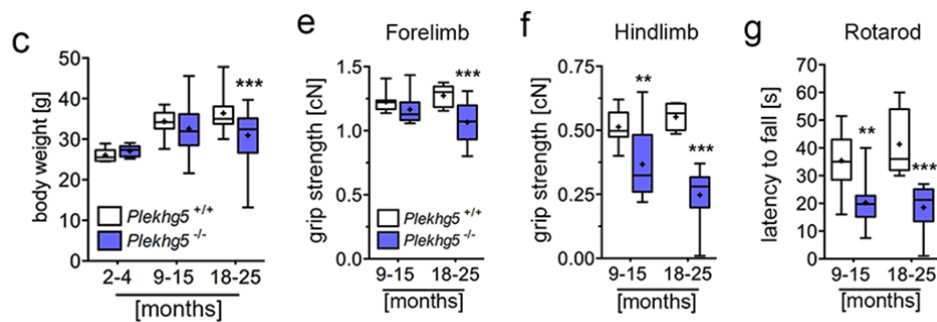 c
body weight [g]
50
40
30
20
10
0
***
Plekhg5 +/+
Plekhg5 -/-
2-4 9-15 18-25
[months]
e
Forelimb
grip strength [cN]
1.5
1.0
0.5
0.0
***
Plekhg5 +/+
Plekhg5 -/-
9-15 18-25
[months]
f
Hindlimb
grip strength [cN]
0.75
0.50
0.25
0.00
**
***
9-15 18-25
[months]
g
Rotarod
latency to fall [s]
70
60
50
40
30
20
10
0
**
***
9-15 18-25
[months]